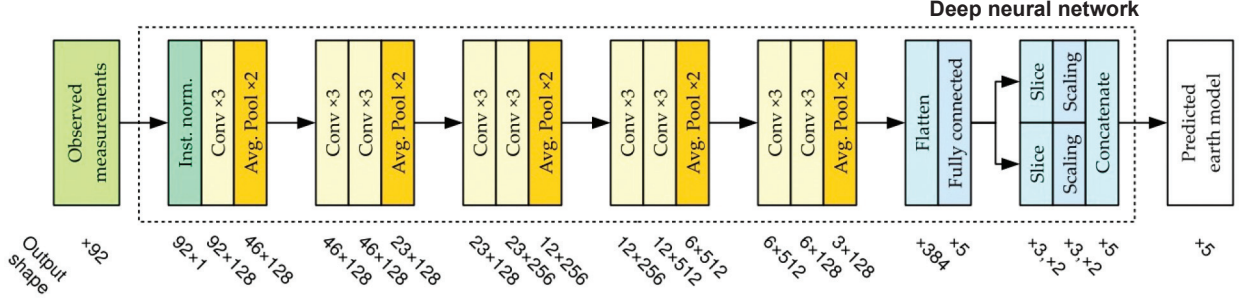 Deep neural network
Observed
measurements
Inst. norm.
Conv ×3
Avg. Pool ×2
Conv ×3
Conv ×3
Avg. Pool ×2
Conv ×3
Conv ×3
Avg. Pool ×2
Conv ×3
Conv ×3
Avg. Pool ×2
Conv ×3
Conv ×3
Avg. Pool ×2
Flatten
Fully connected
Slice
Scaling
Slice
Scaling
Concatenate
Predicted
earth model
Output
shape
×92
92×1
92×128
46×128
46×128
46×128
23×128
23×128
23×256
12×256
12×256
12×512
6×512
6×512
6×128
3×128
×384
×5
×3,×2
×3,×2
×5
×5